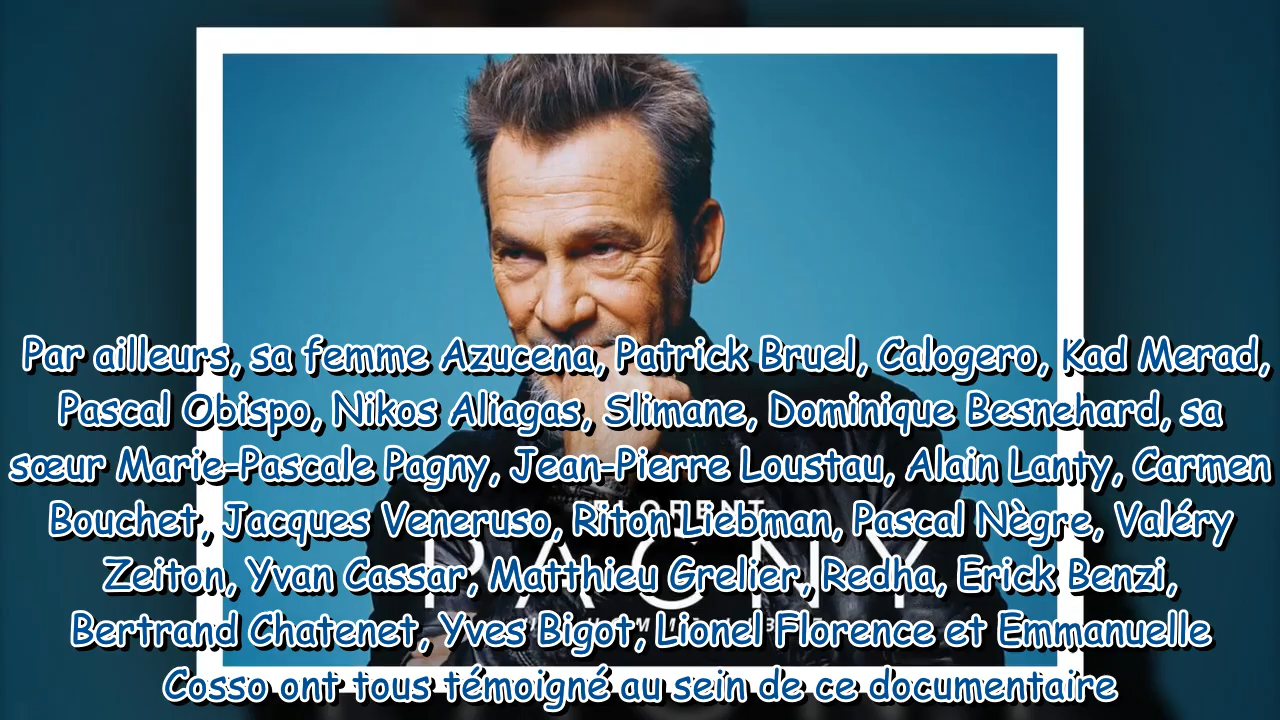 Par ailleurs, sa femme Azucena, Patrick Bruel, Calogero, Kad Merad,
Pascal Obispo, Nikos Aliagas, Slimane, Dominique Besnehard, sa
sœur Marie-Pascale Pagny, Jean-Pierre Loustau, Alain Lanty, Carmen
Bouchet, Jacques Veneruso, Riton Liebman, Pascal Nègre, Valéry
Zeiton, Yvan Cassar, Matthieu Grelier, Redha, Erick Benzi,
Bertrand Chatenet, Yves Bigot, Lionel Florence et Emmanuelle
Cosso ont tous témoigné au sein de ce documentaire
PAGNY